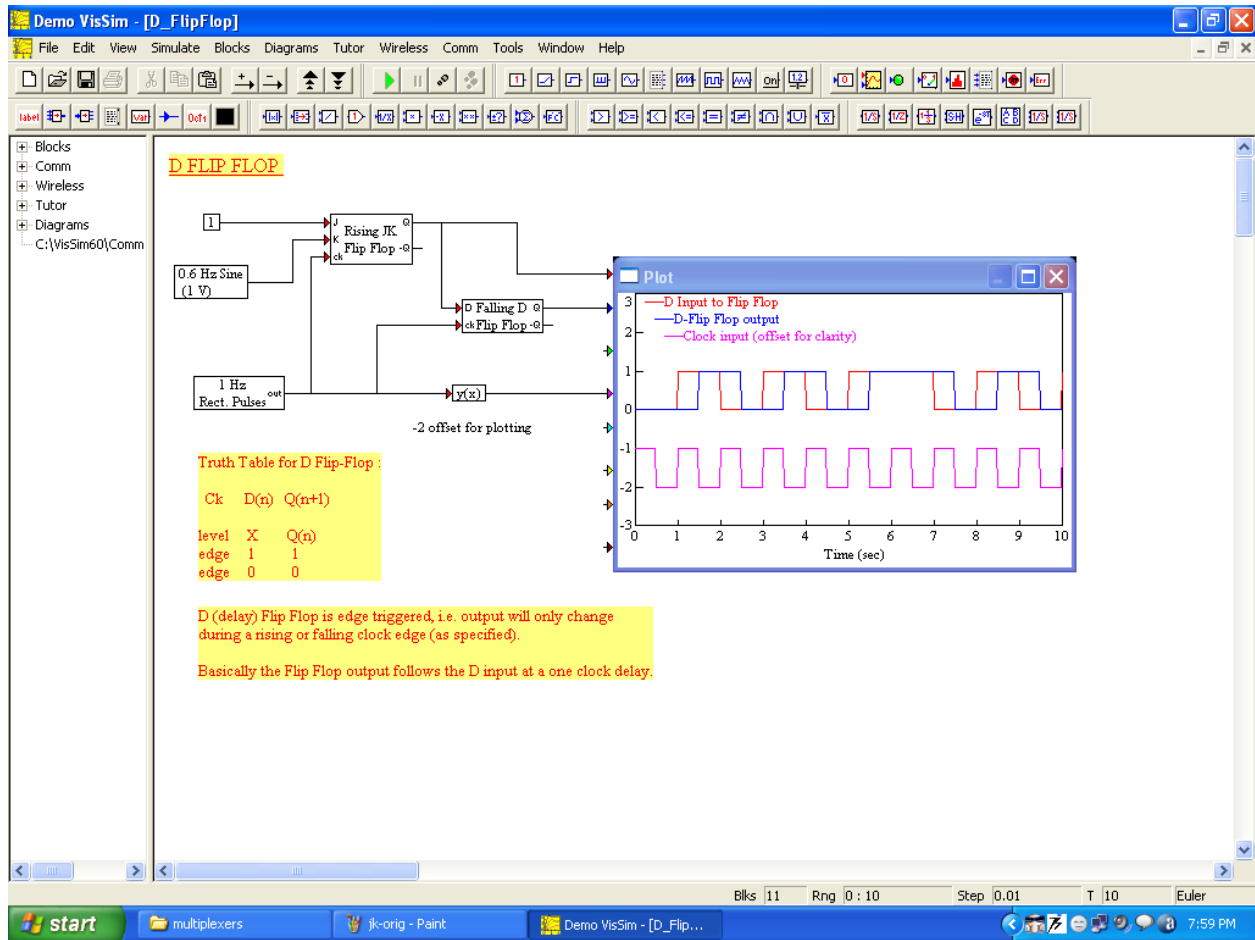 Demo VisSim - [D_FlipFlop]
File Edit View Simulate Blocks Diagrams Tutor Wireless Comm Tools Window Help
Blocks
Comm
Wireless
Tutor
Diagrams
C:\VisSim60\Comm
D FLIP FLOP
1
J Q
Rising JK
K
Flip Flop -Q
ck
0.6 Hz Sine
(1 V)
D Falling D Q
ck Flip Flop -Q
1 Hz
Rect. Pulses out
y(x)
-2 offset for plotting
Plot
D Input to Flip Flop
D-Flip Flop output
Clock input (offset for clarity)
3
2
1
0
-1
-2
-3
0 1 2 3 4 5 6 7 8 9 10
Time (sec)
Truth Table for D Flip-Flop :
Ck D(n) Q(n+1)
level X Q(n)
edge 1 1
edge 0 0
D (delay) Flip Flop is edge triggered, i.e. output will only change
during a rising or falling clock edge (as specified).
Basically the Flip Flop output follows the D input at a one clock delay.
Blks 11 Rng 0 : 10 Step 0.01 T 10 Euler
start multiplexers jk-orig - Paint Demo VisSim - [D_Flip... 7:59 PM